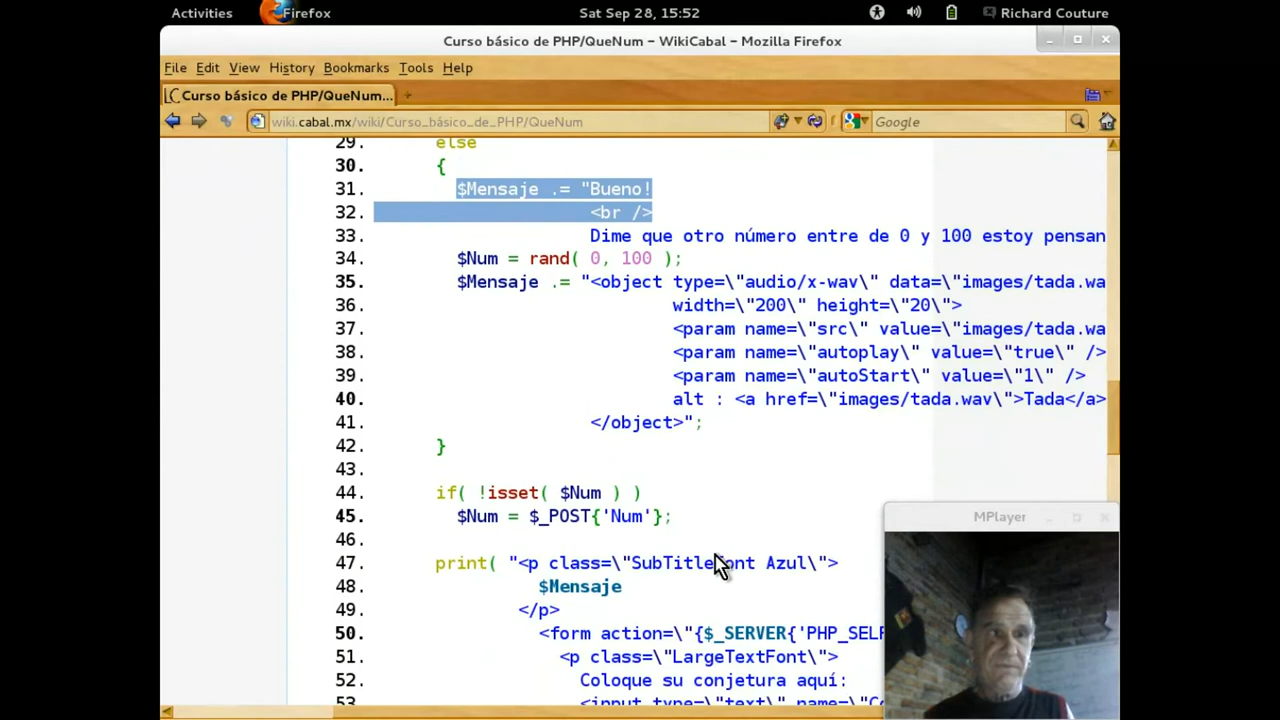 Activities
Firefox
Sat Sep 28, 15:52
Richard Couture
Curso básico de PHP/QueNum - WikiCabal - Mozilla Firefox
File Edit View History Bookmarks Tools Help
Curso básico de PHP/QueNum...
wiki.cabal.mx/wiki/Curso_básico_de_PHP/QueNum
Google
29. else
30. {
31. $Mensaje .= "Bueno!
32. <br />
33. Dime que otro número entre de 0 y 100 estoy pensan
34. $Num = rand( 0, 100 );
35. $Mensaje .= "<object type=\"audio/x-wav\" data=\"images/tada.wa
36. width=\"200\" height=\"20\">
37. <param name=\"src\" value=\"images/tada.wa
38. <param name=\"autoplay\" value=\"true\" />
39. <param name=\"autoStart\" value=\"1\" />
40. alt : <a href=\"images/tada.wav\">Tada</a>
41. </object>";
42. }
43.
44. if( !isset( $Num ) )
45. $Num = $_POST{'Num'};
46.
47. print( "<p class=\"SubTitleFont Azul\">
48. $Mensaje
49. </p>
50. <form action=\"{$_SERVER{'PHP_SELF
51. <p class=\"LargeTextFont\">
52. Coloque su conjetura aquí:
53. <input type=\"text\" name=\"Co
MPlayer